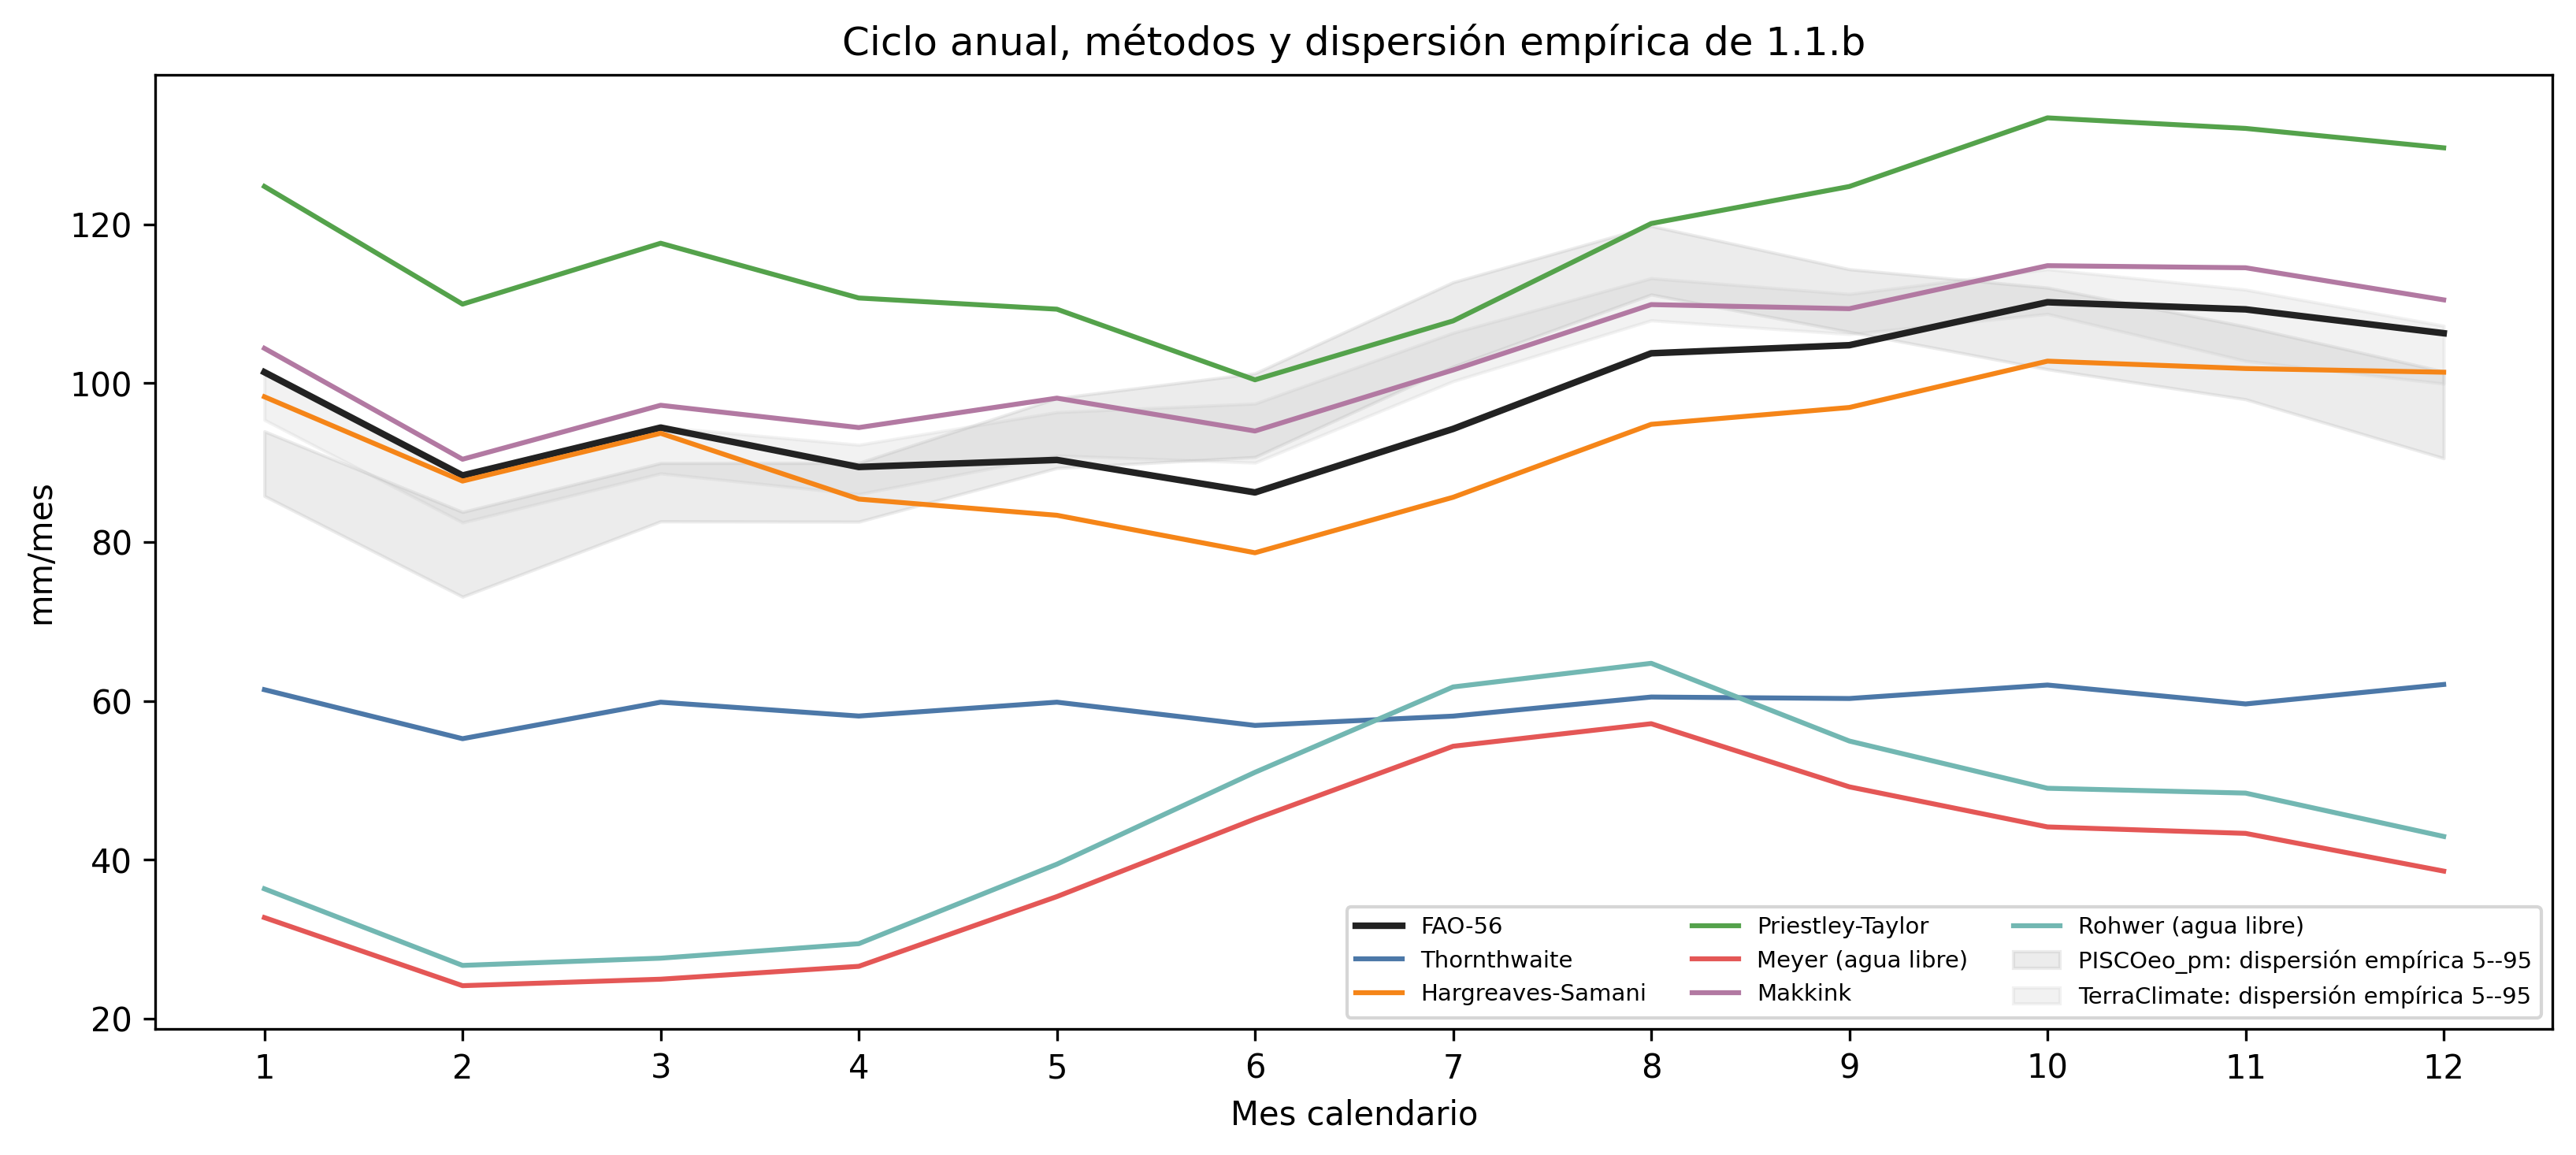 Ciclo anual, métodos y dispersión empírica de 1.1.b
mm/mes
120
100
80
60
40
20
1 2 3 4 5 6 7 8 9 10 11 12
Mes calendario
FAO-56
Thornthwaite
Hargreaves-Samani
Priestley-Taylor
Meyer (agua libre)
Makkink
Rohwer (agua libre)
PISCOeo_pm: dispersión empírica 5--95
TerraClimate: dispersión empírica 5--95